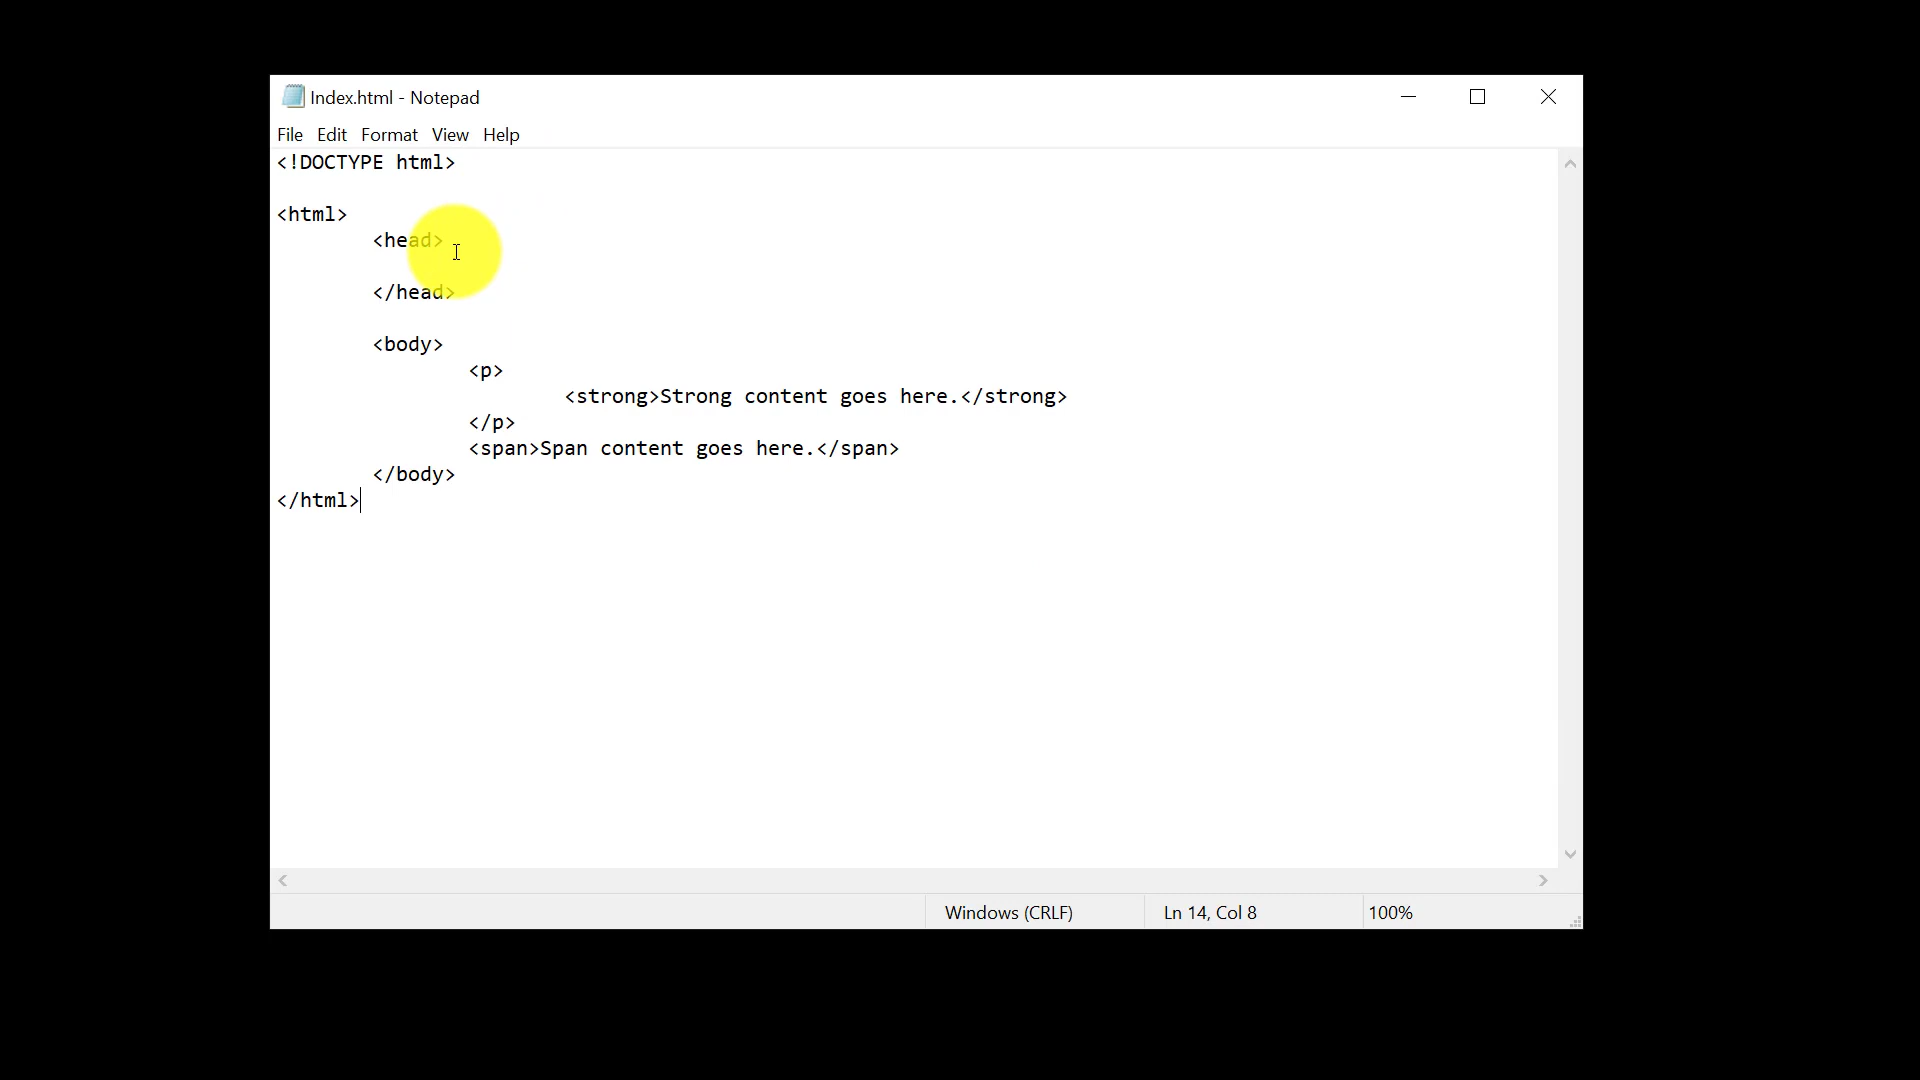 Index.html - Notepad
File Edit Format View Help
<!DOCTYPE html>
<html>
<head>
</head>
<body>
<p>
<strong>Strong content goes here.</strong>
</p>
<span>Span content goes here.</span>
</body>
</html>
Windows (CRLF) Ln 14, Col 8 100%